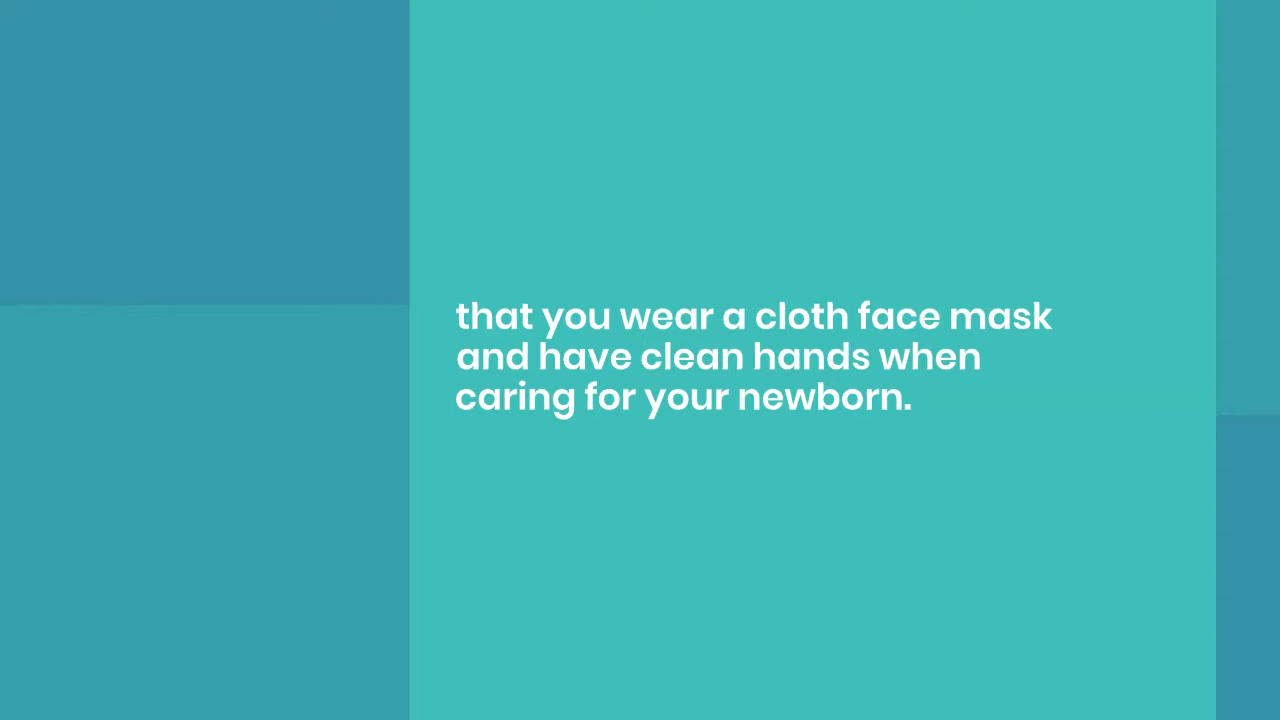 that you wear a cloth face mask
and have clean hands when
caring for your newborn.